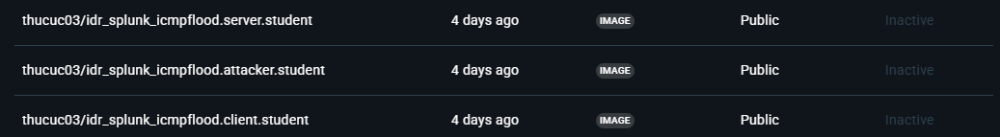 thucuc03/idr_splunk_icmpflood.server.student 4 days ago IMAGE Public Inactive
thucuc03/idr_splunk_icmpflood.attacker.student 4 days ago IMAGE Public Inactive
thucuc03/idr_splunk_icmpflood.client.student 4 days ago IMAGE Public Inactive